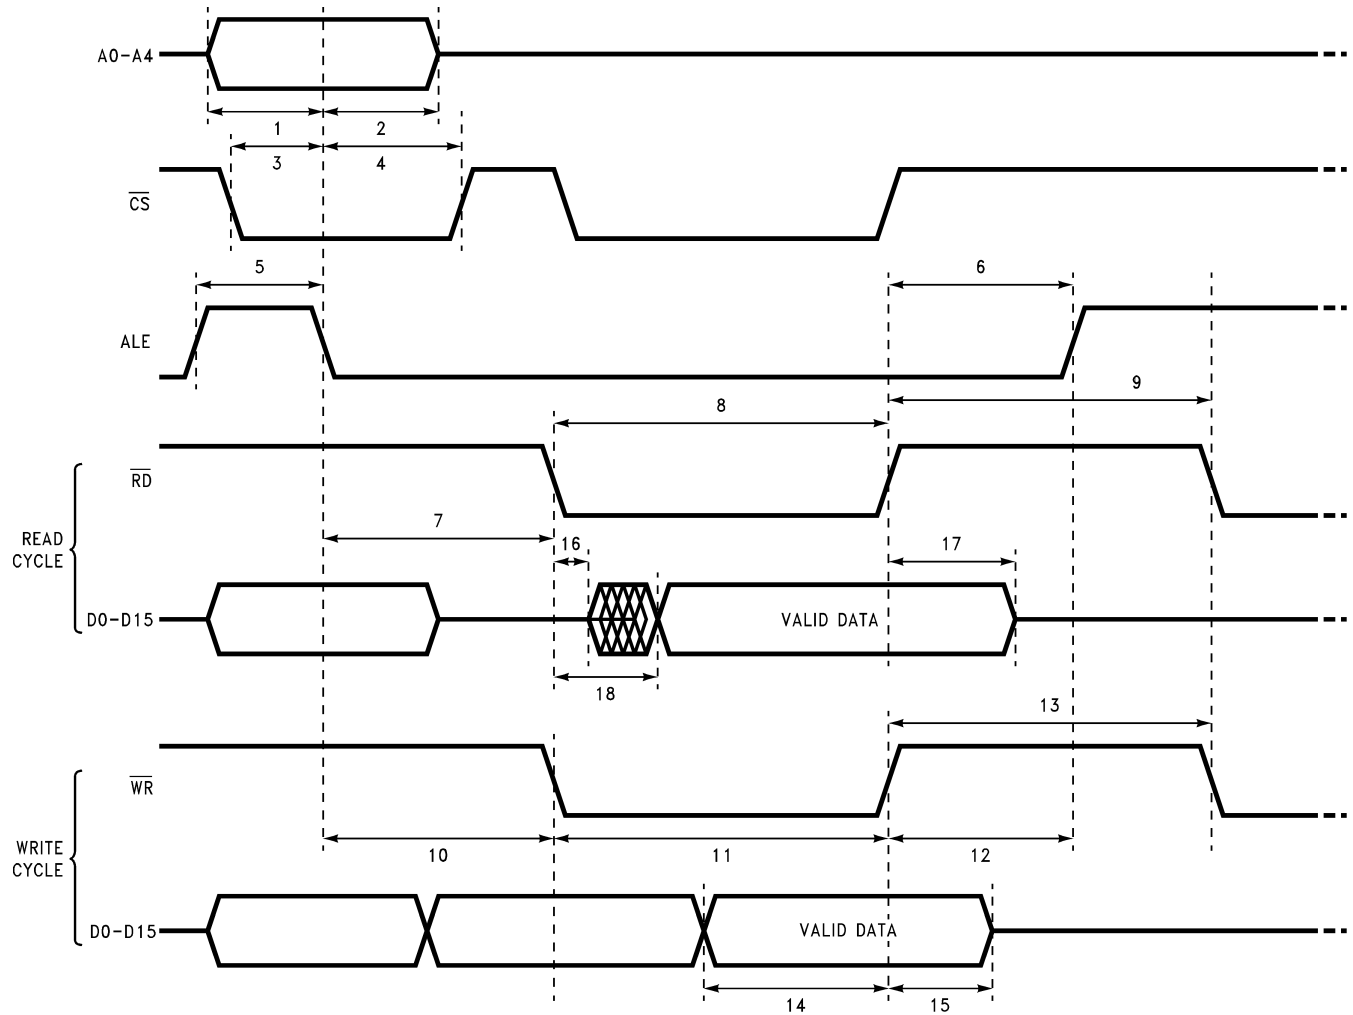 A0-A4
1
2
3
4
CS
5
6
ALE
9
8
RD
7
READ
CYCLE
16
17
D0-D15
VALID DATA
18
13
WR
10
11
12
WRITE
CYCLE
D0-D15
VALID DATA
14
15